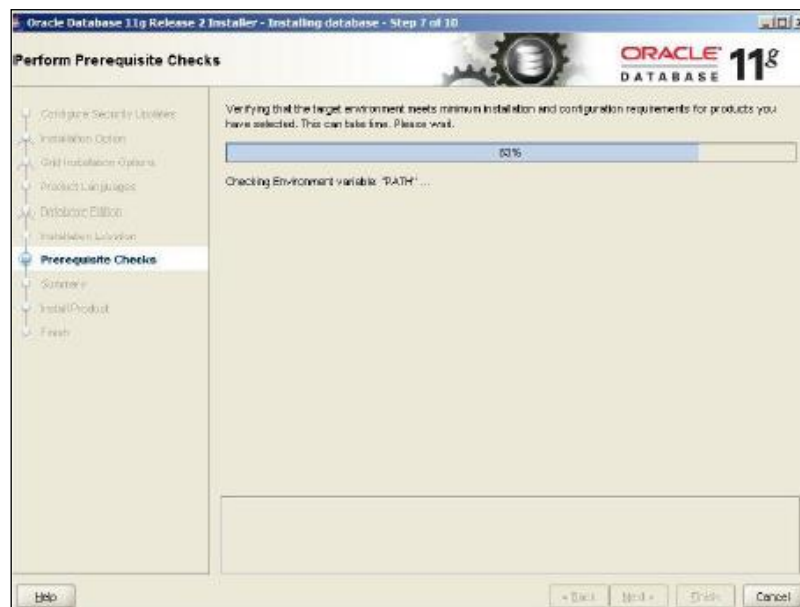 Oracle Database 11g Release 2 Installer - Installing database - Step 7 of 10
Perform Prerequisite Checks
ORACLE
DATABASE
11g
Configure Security Updates
Installation Option
Grid Installation Options
Product Languages
Database Edition
Installation Location
Prerequisite Checks
Summary
Install Product
Finish
Verifying that the target environment meets minimum installation and configuration requirements for products you
have selected. This can take time. Please wait.
83%
Checking Environment variable: "PATH" ...
Help
< Back
Next >
Finish
Cancel